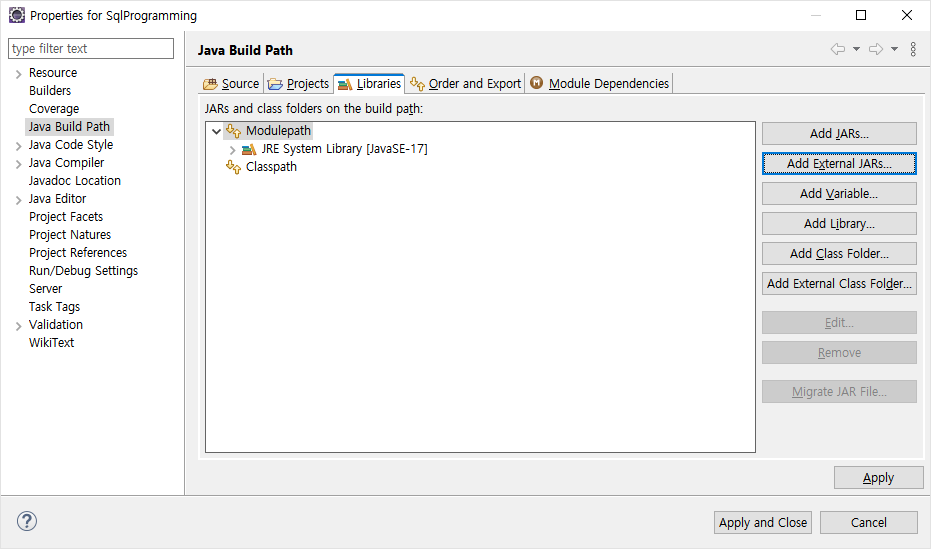 Properties for SqlProgramming
type filter text
Resource
Builders
Coverage
Java Build Path
Java Code Style
Java Compiler
Javadoc Location
Java Editor
Project Facets
Project Natures
Project References
Run/Debug Settings
Server
Task Tags
Validation
WikiText
Java Build Path
Source Projects Libraries Order and Export M Module Dependencies
JARs and class folders on the build path:
Modulepath
JRE System Library [JavaSE-17]
Classpath
Add JARs...
Add External JARs...
Add Variable...
Add Library...
Add Class Folder...
Add External Class Folder...
Edit...
Remove
Migrate JAR File...
Apply
?
Apply and Close
Cancel